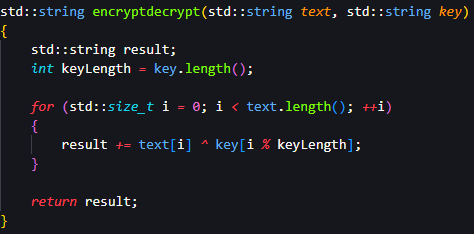 std::string encryptdecrypt(std::string text, std::string key)
{
    std::string result;
    int keyLength = key.length();

    for (std::size_t i = 0; i < text.length(); ++i)
    {
        result += text[i] ^ key[i % keyLength];
    }

    return result;
}